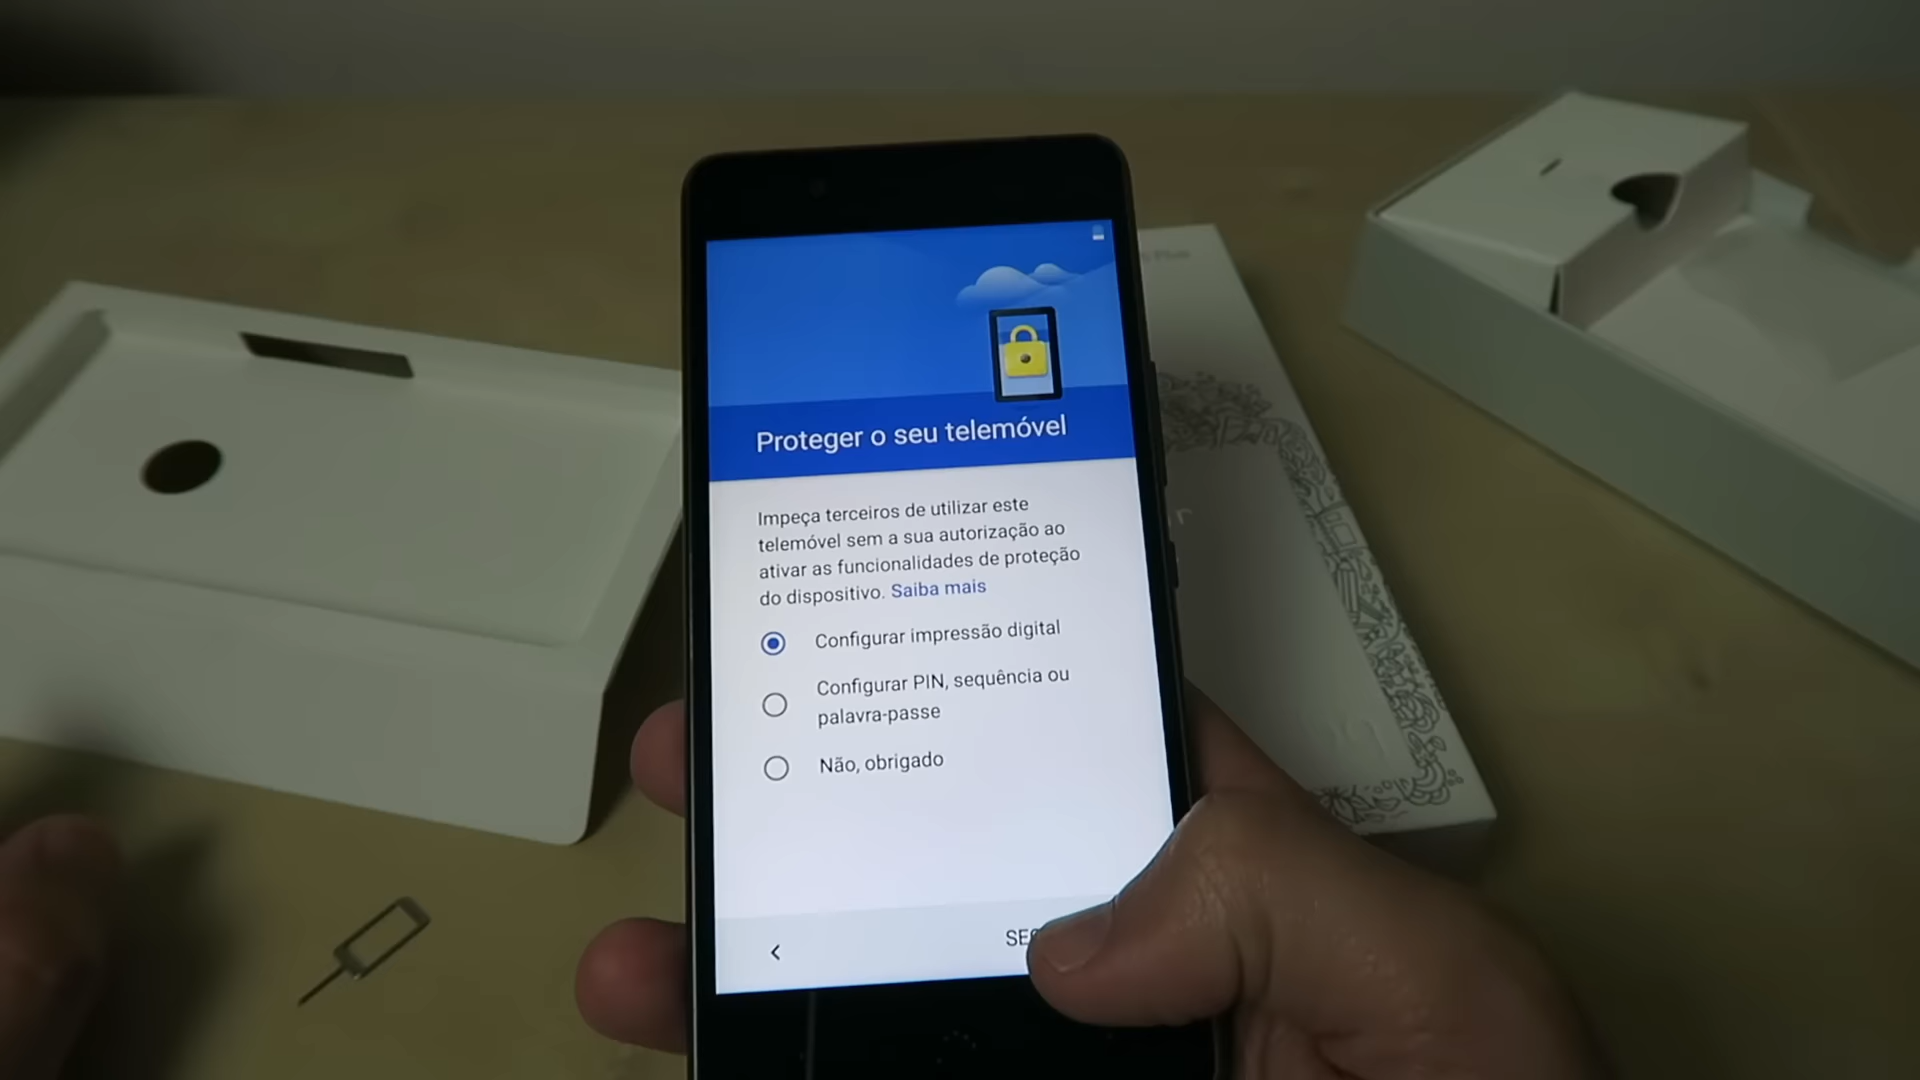 Proteger o seu telemóvel
Impeça terceiros de utilizar este
telemóvel sem a sua autorização ao
ativar as funcionalidades de proteção
do dispositivo. Saiba mais
Configurar impressão digital
Configurar PIN, sequência ou
palavra-passe
Não, obrigado